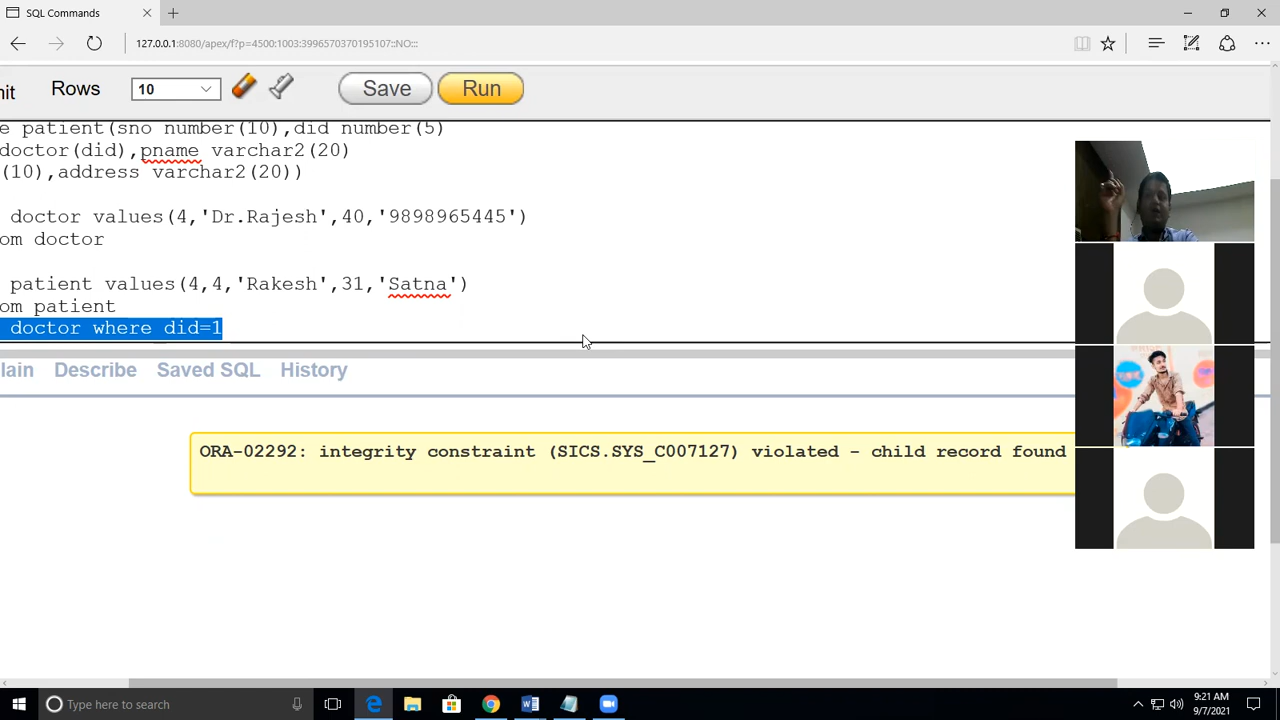 SQL Commands
127.0.0.1:8080/apex/f?p=4500:1003:3996570370195107::NO:::
Rows 10 Save Run
e patient(sno number(10),did number(5)
doctor(did),pname varchar2(20)
(10),address varchar2(20))
doctor values(4,'Dr.Rajesh',40,'9898965445')
om doctor
patient values(4,4,'Rakesh',31,'Satna')
om patient
doctor where did=1
lain Describe Saved SQL History
ORA-02292: integrity constraint (SICS.SYS_C007127) violated - child record found
Type here to search
9:21 AM
9/7/2021